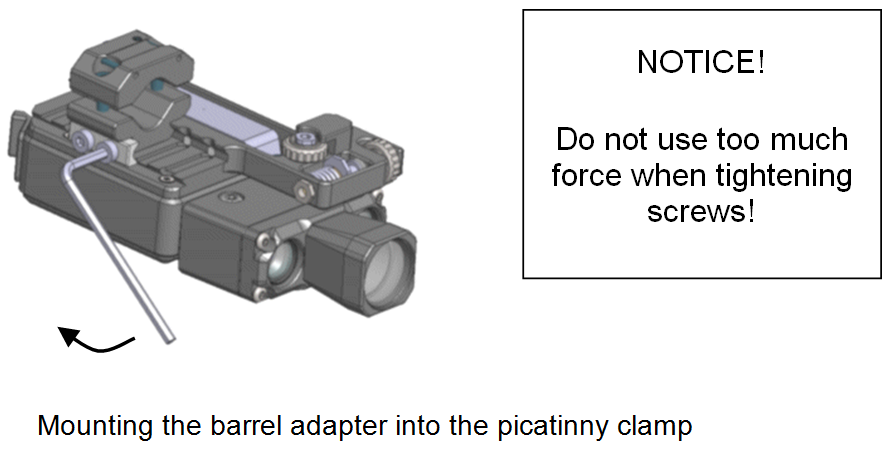 NOTICE!
Do not use too much
force when tightening
screws!
Mounting the barrel adapter into the picatinny clamp